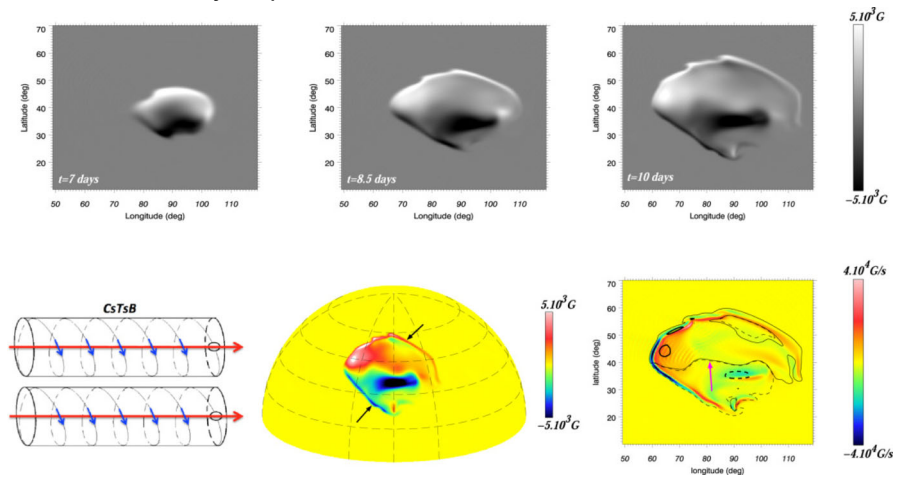 5.10³G
70
60
50
40
30
20
Latitude (deg)
t=7 days
50 60 70 80 90 100 110
Longitude (deg)
70
60
50
40
30
20
Latitude (deg)
t=8.5 days
50 60 70 80 90 100 110
Longitude (deg)
70
60
50
40
30
20
Latitude (deg)
t=10 days
50 60 70 80 90 100 110
Longitude (deg)
−5.10³G
CsTsB
5.10³G
−5.10³G
70
60
50
40
30
20
latitude (deg)
50 60 70 80 90 100 110
longitude (deg)
4.10⁴G/s
−4.10⁴G/s